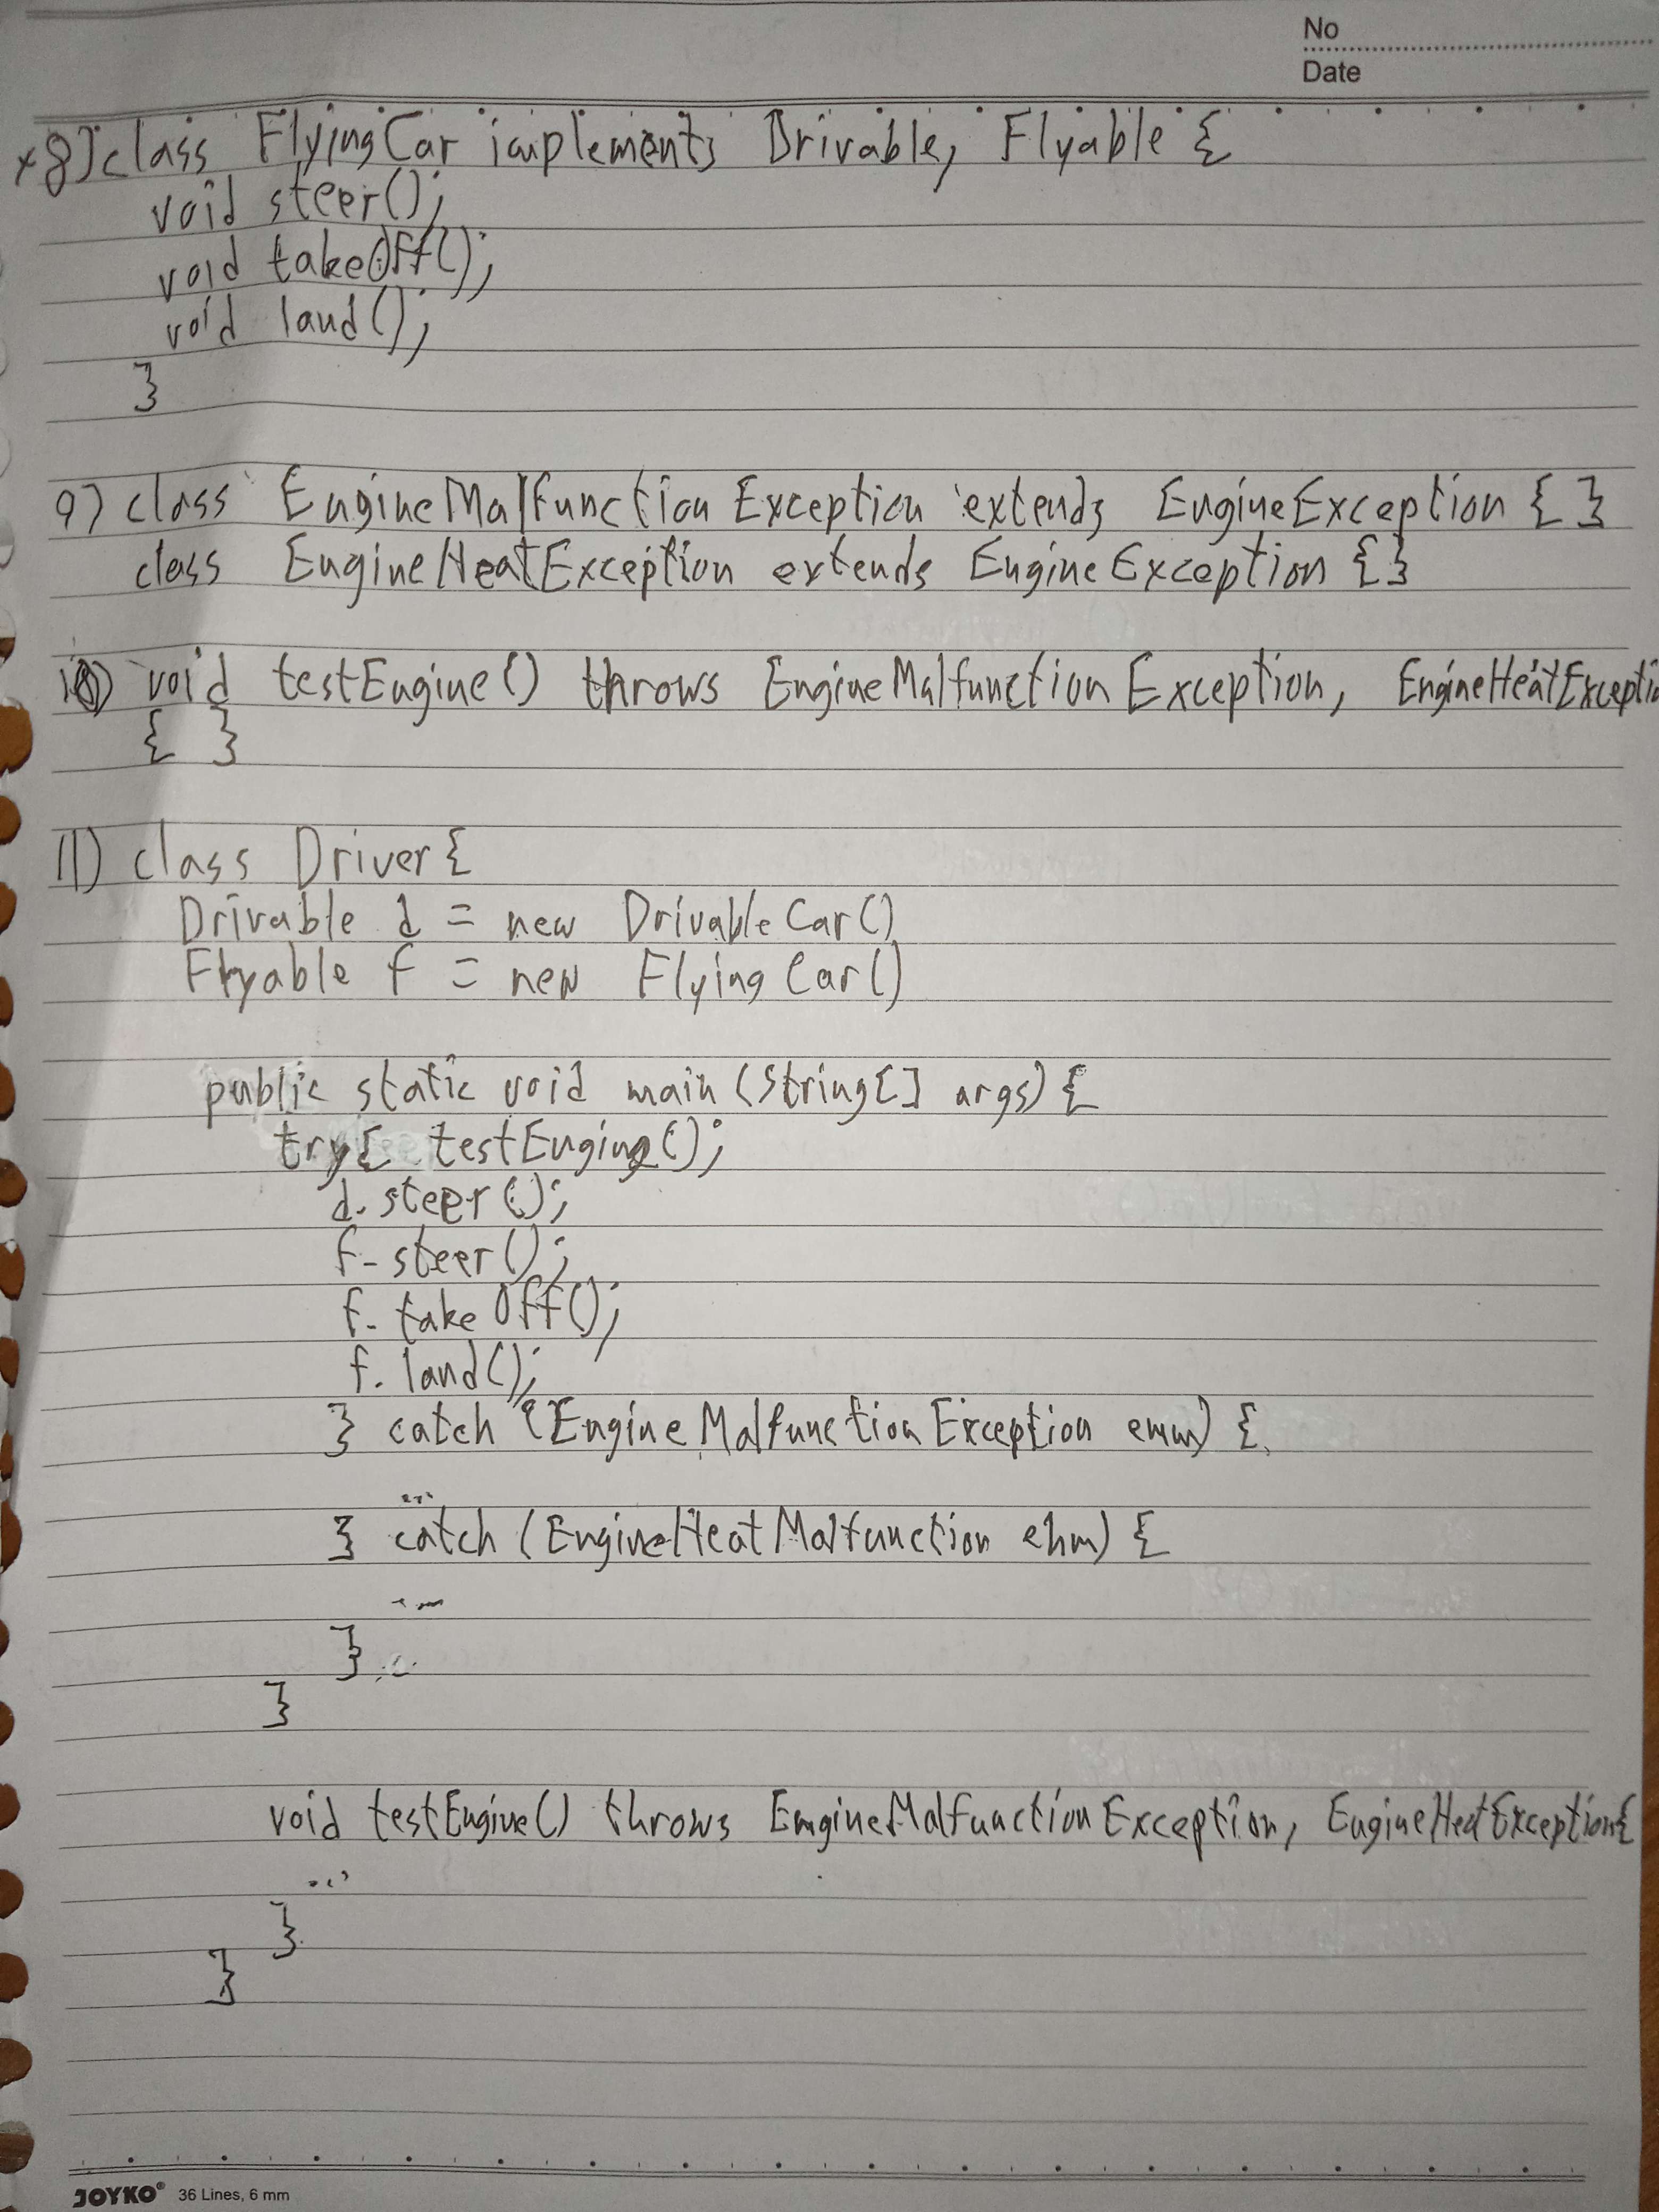 No
Date
x8) class FlyingCar implements Drivable, Flyable {
void steer();
void takeOff();
void land();
}
9) class EngineMalfunctionException extends EngineException { }
class EngineHeatException extends EngineException { }
10) void testEngine() throws EngineMalfunctionException, EngineHeatExceptio
{ }
11) class Driver {
Drivable d = new DrivableCar()
Flyable f = new FlyingCar()
public static void main (String[] args) {
try { testEngine();
d. steer();
f. steer();
f. takeOff();
f. land();
} catch (EngineMalfunctionException emm) {
...
} catch (EngineHeatMalfunction ehm) {
...
}
}
void testEngine() throws EngineMalfunctionException, EngineHeatException{
...
}
}
JOYKO® 36 Lines, 6 mm